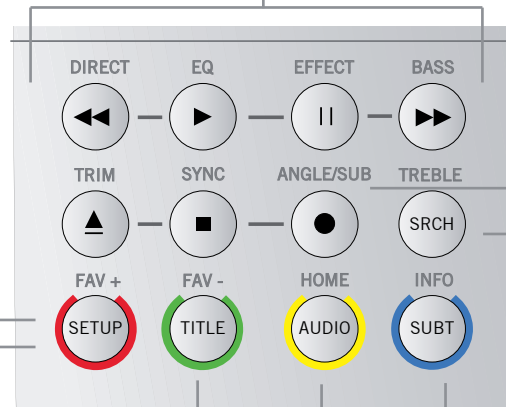 DIRECT EQ EFFECT BASS
TRIM SYNC ANGLE/SUB TREBLE
SRCH
FAV + FAV - HOME INFO
SETUP TITLE AUDIO SUBT